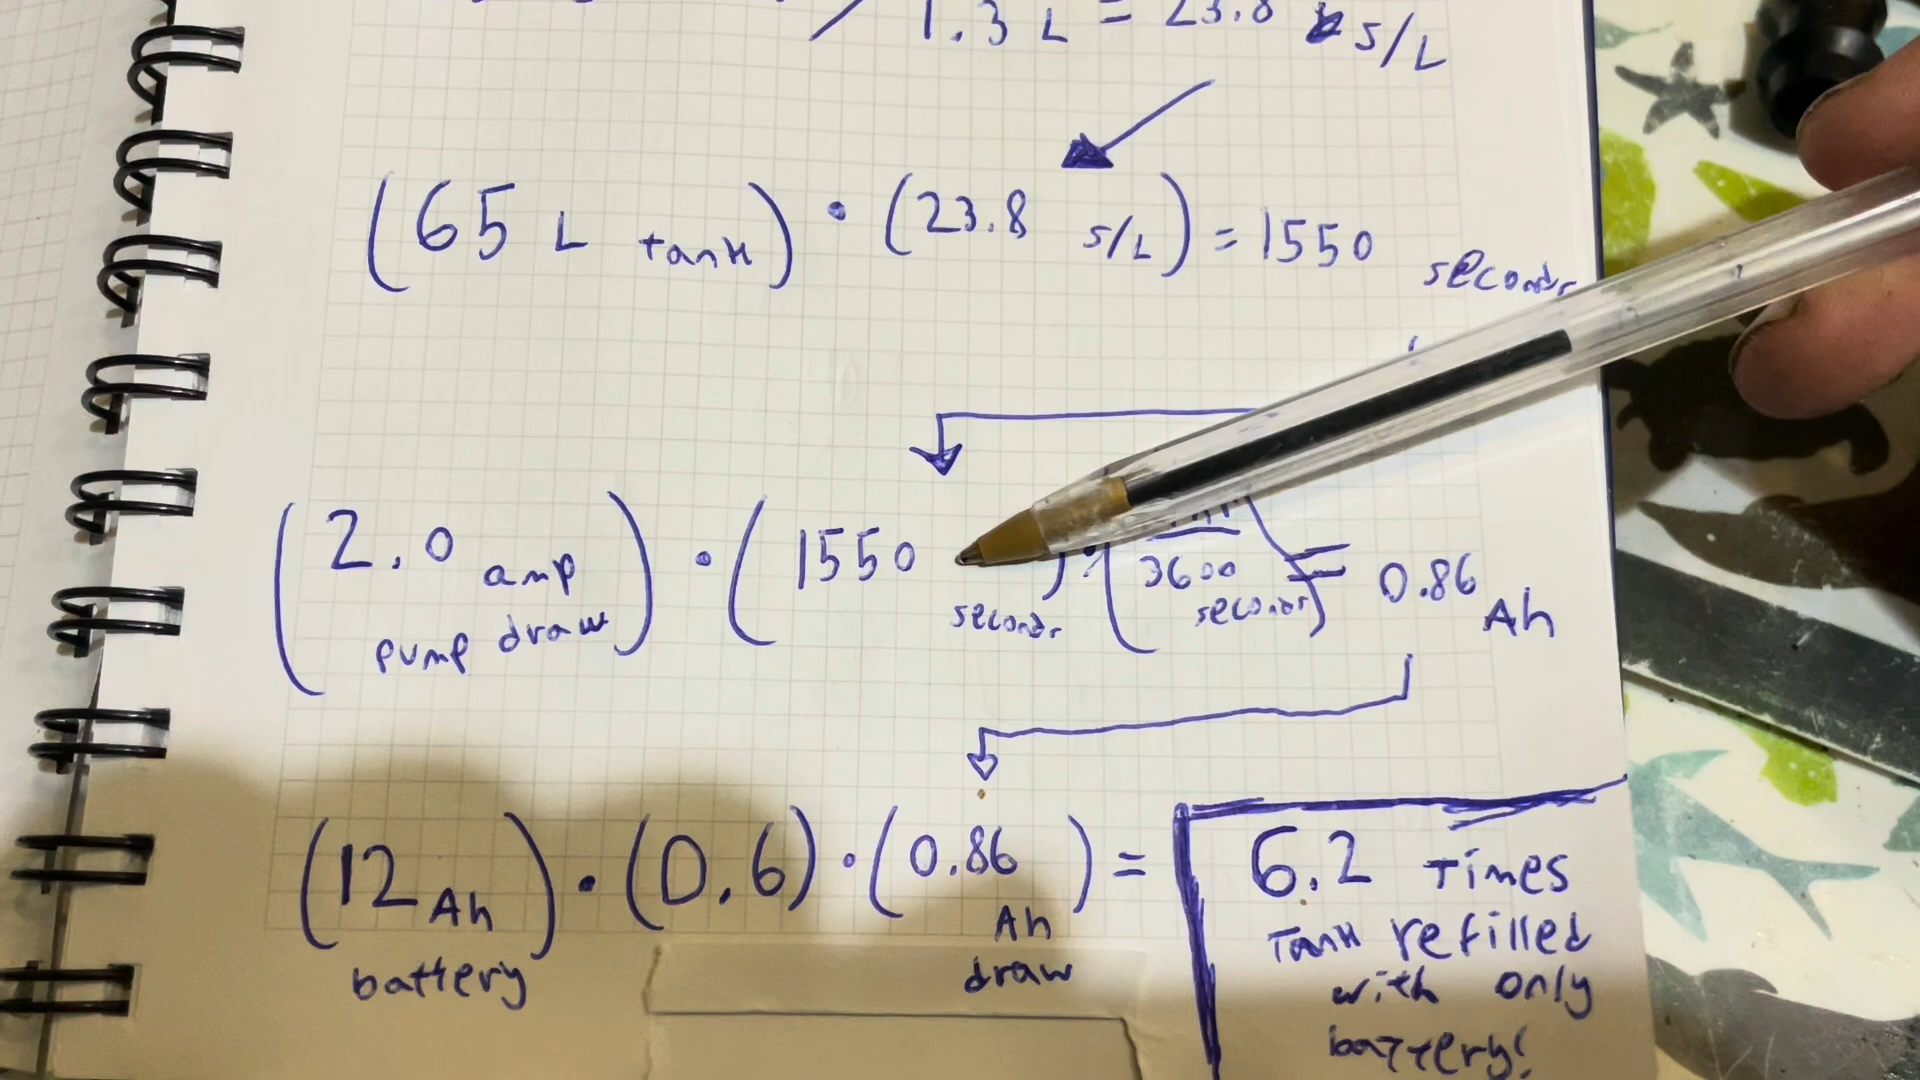 / 1.3 L = 23.8 s/L
(65 L tank) • (23.8 s/L) = 1550 seconds
(2.0 amp pump draw) • (1550 seconds) • (3600 seconds) = 0.86 Ah
(12 Ah battery) • (0.6) • (0.86 Ah draw) =
6.2 Times
Tank refilled
with only
battery!